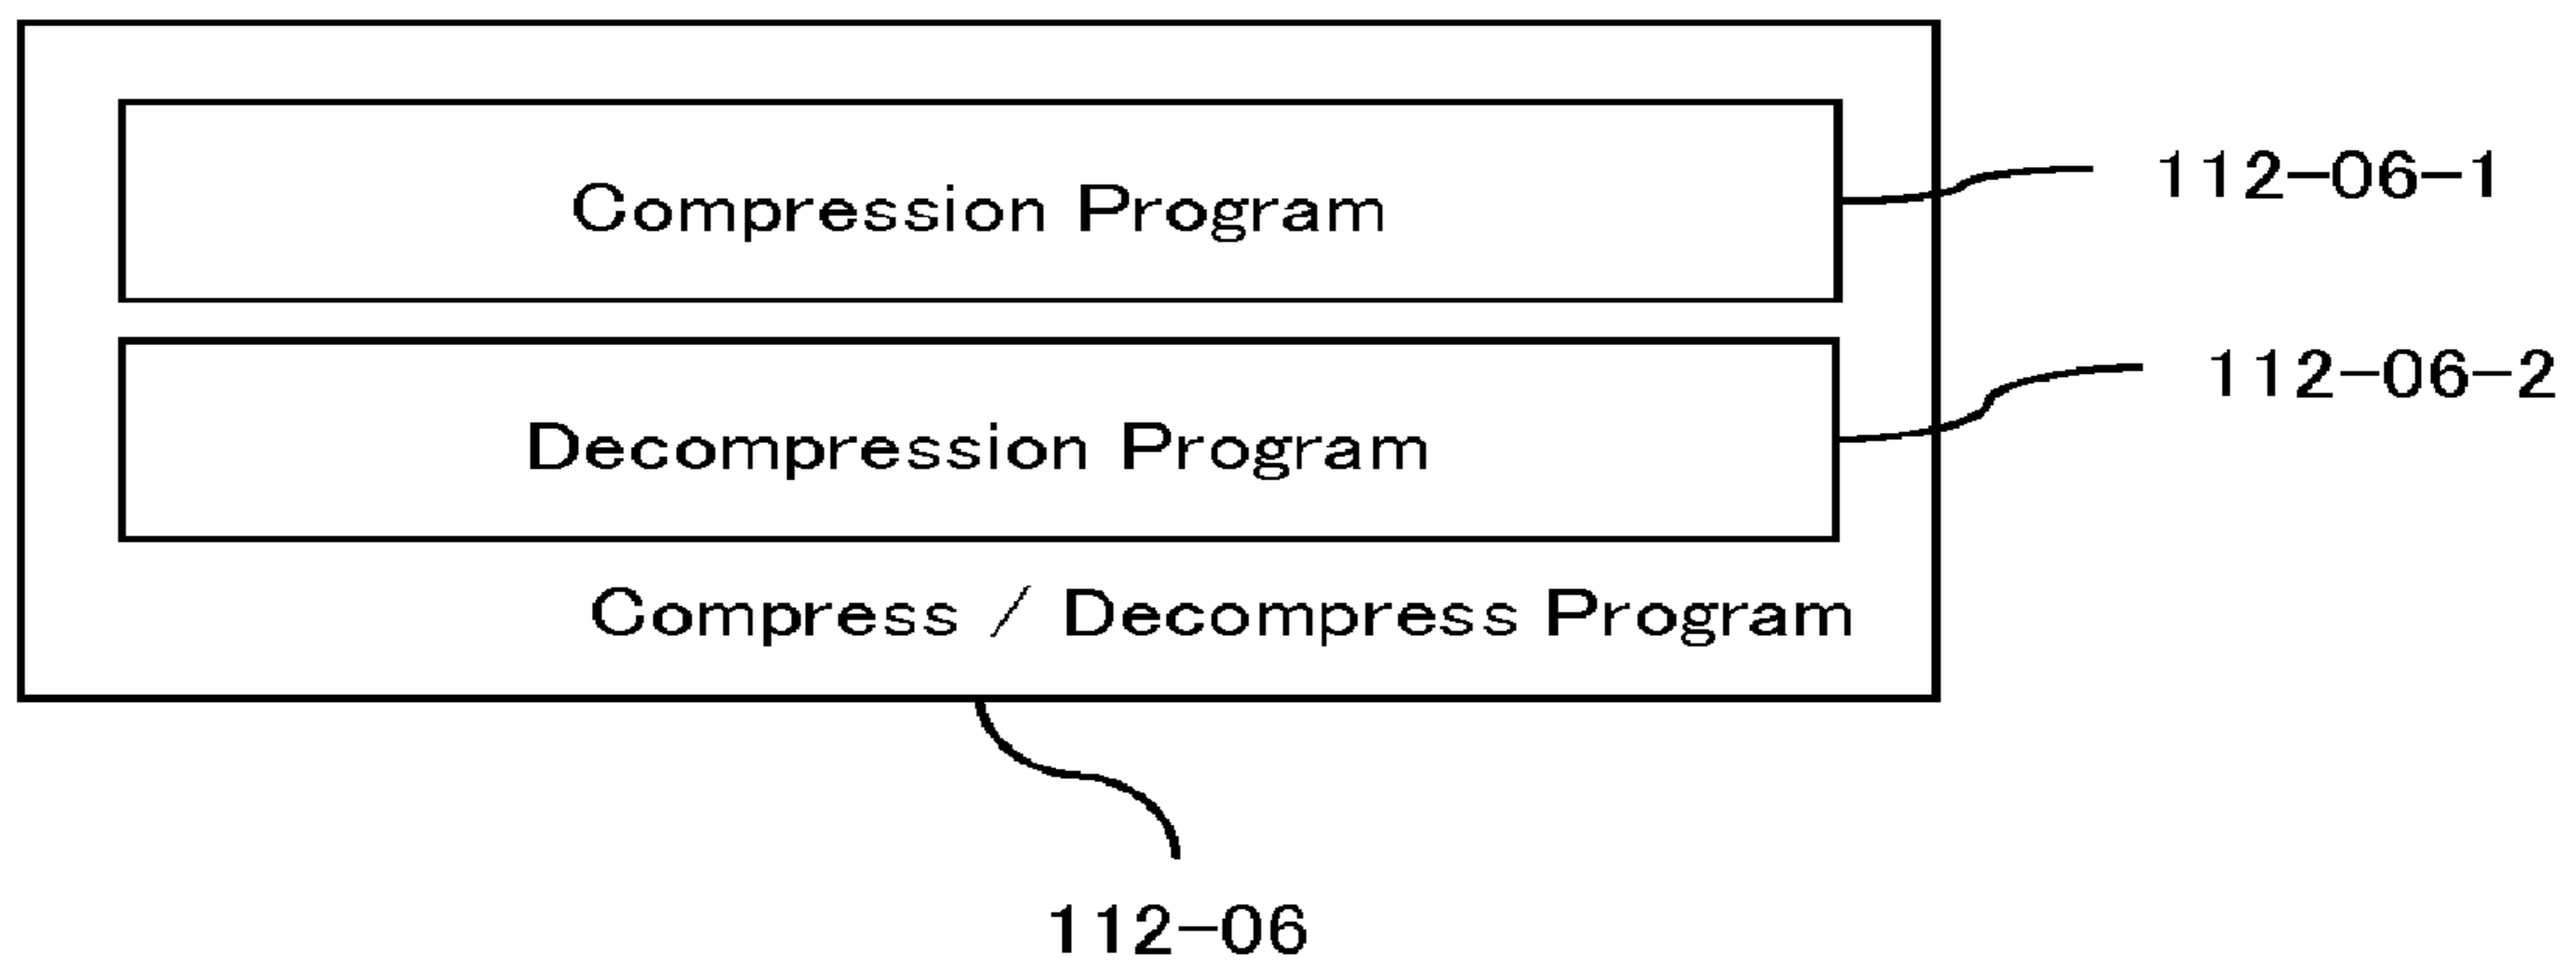 Compression Program
112-06-1
Decompression Program
112-06-2
Compress / Decompress Program
112-06